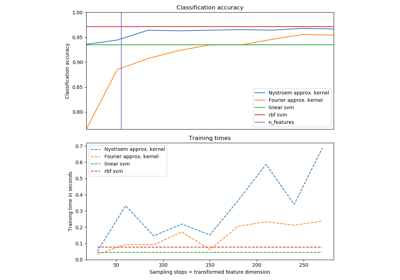 Classification accuracy
1.00
0.95
0.90
0.85
0.80
Classification accuracy
Nystroem approx. kernel
Fourier approx. kernel
linear svm
rbf svm
n_features
Training times
0.7
0.6
0.5
0.4
0.3
0.2
0.1
0.0
Training time in seconds
Nystroem approx. kernel
Fourier approx. kernel
linear svm
rbf svm
50
100
150
200
250
Sampling steps = transformed feature dimension